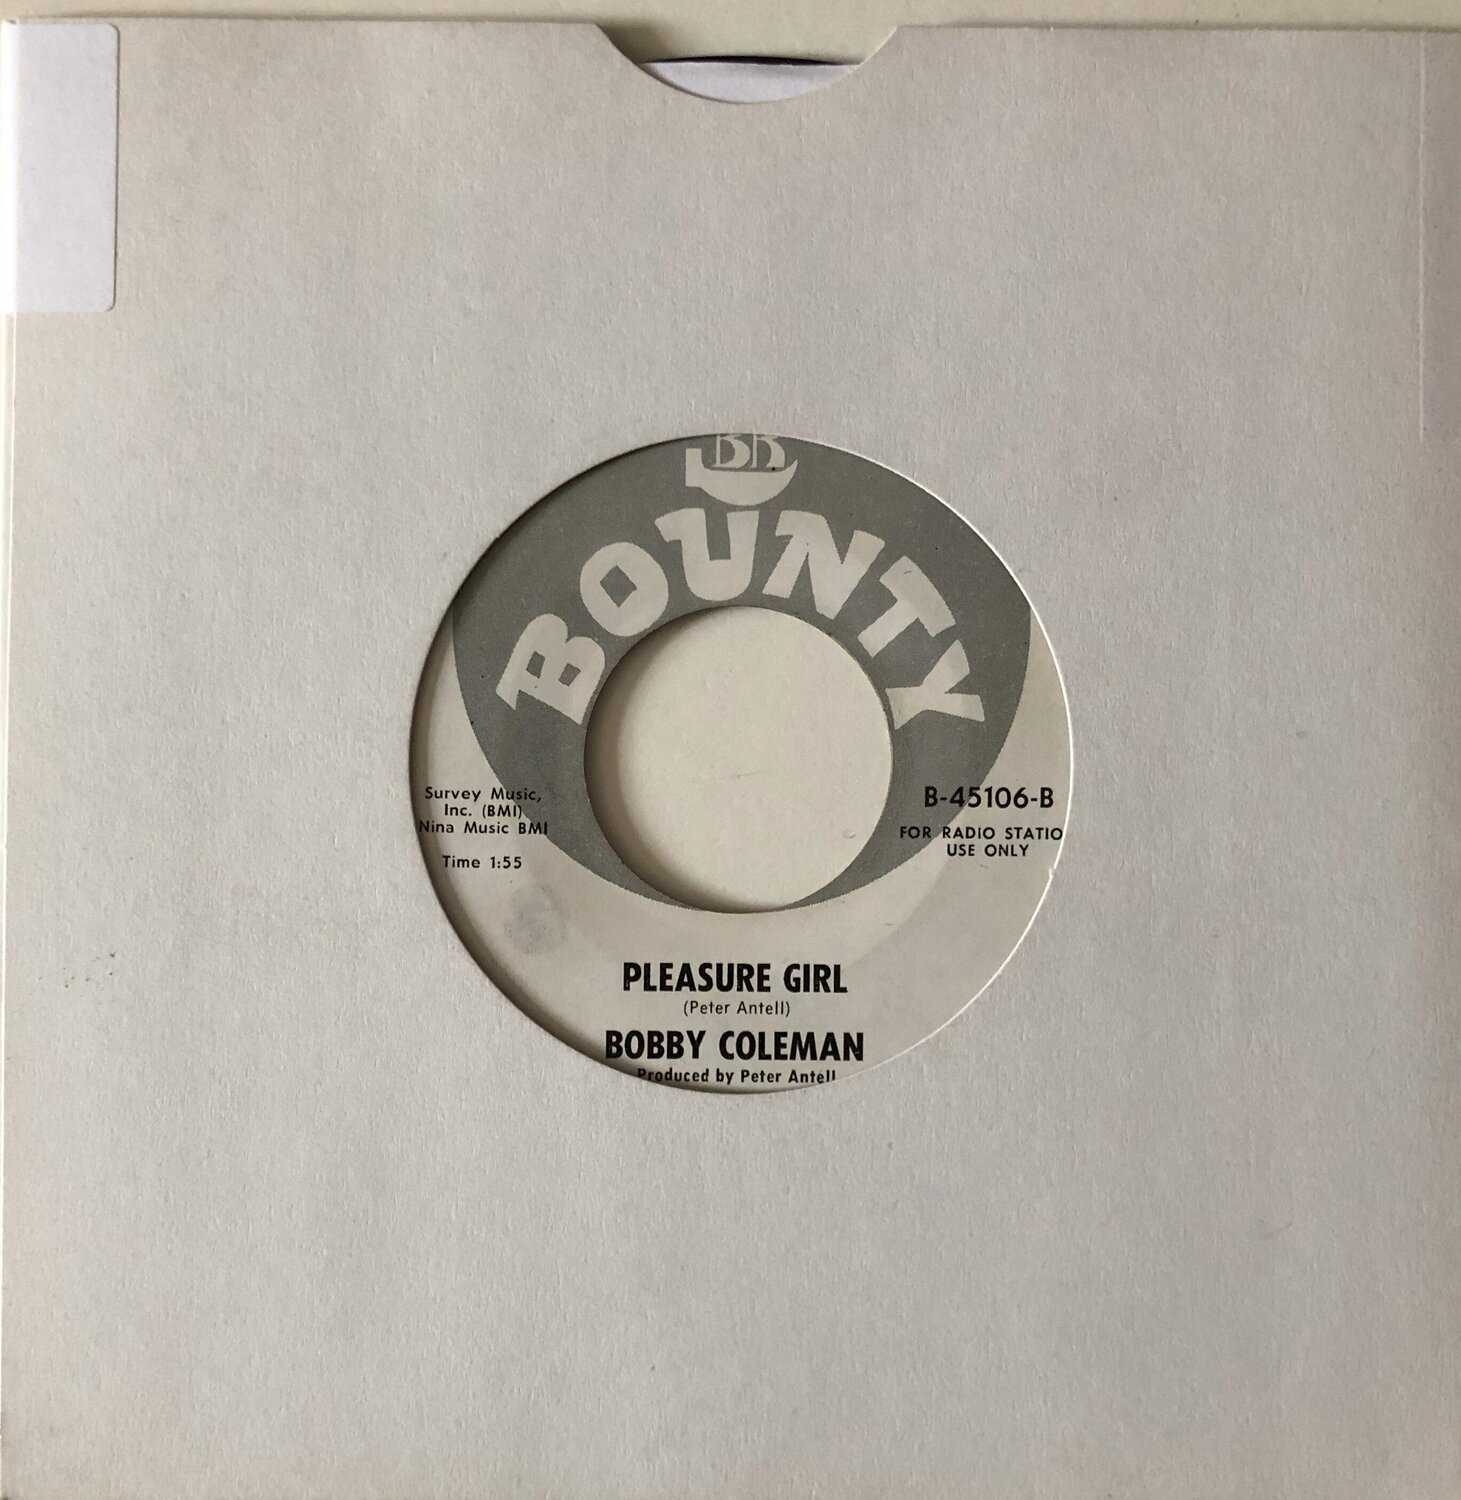 BR
BOUNTY
Survey Music,
Inc. (BMI)
Nina Music BMI
Time 1:55
B-45106-B
FOR RADIO STATIO
USE ONLY
PLEASURE GIRL
(Peter Antell)
BOBBY COLEMAN
Produced by Peter Antell